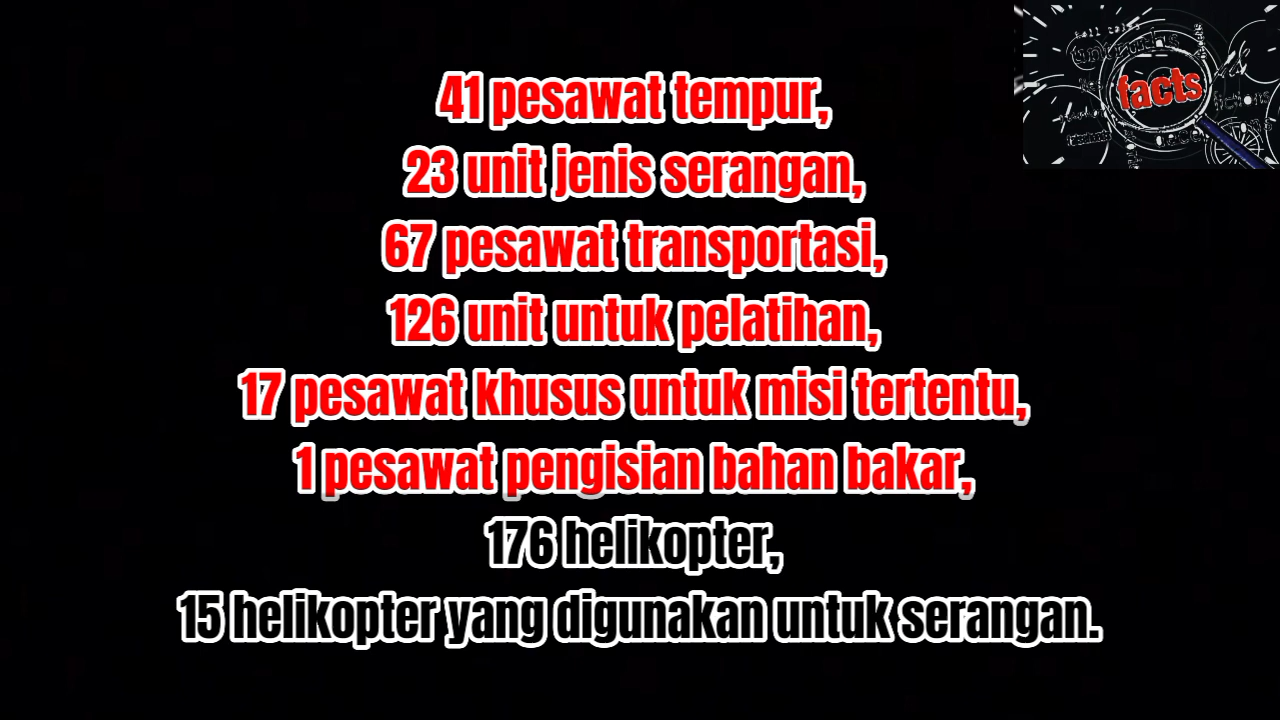 41 pesawat tempur,
23 unit jenis serangan,
67 pesawat transportasi,
126 unit untuk pelatihan,
17 pesawat khusus untuk misi tertentu,
1 pesawat pengisian bahan bakar,
176 helikopter,
15 helikopter yang digunakan untuk serangan.
facts